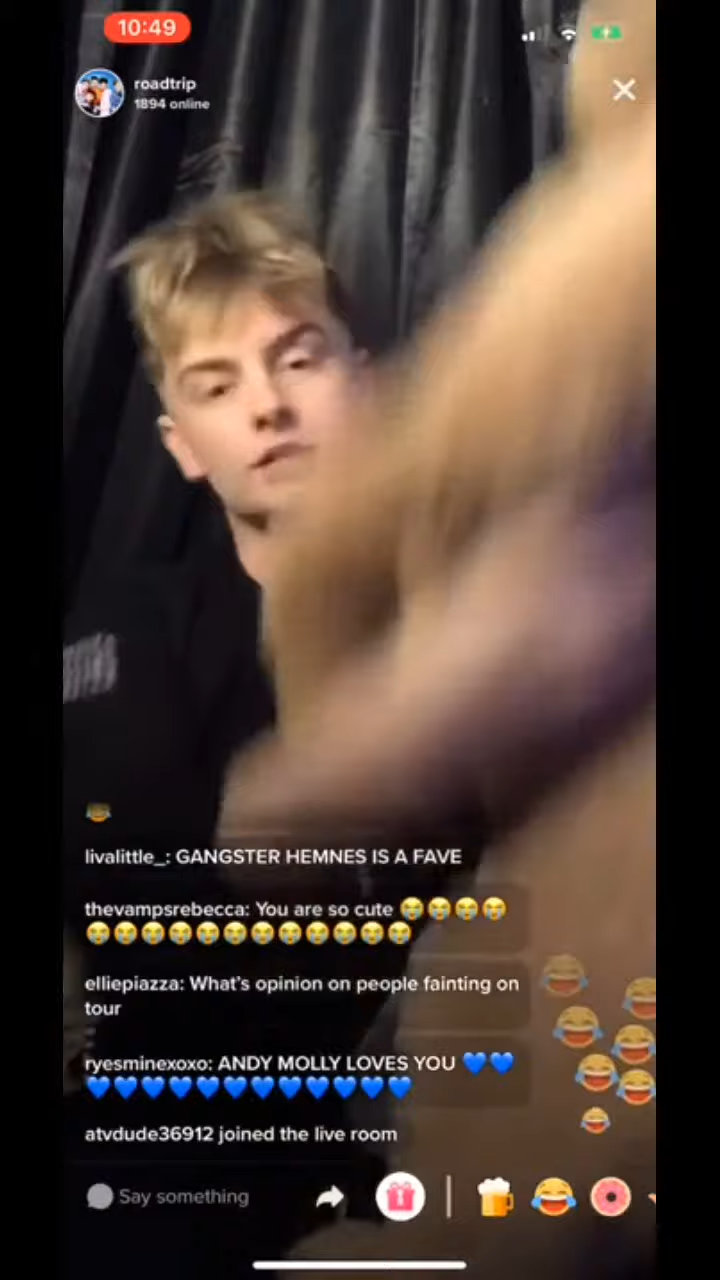 10:49
roadtrip
1894 online
livalittle_: GANGSTER HEMNES IS A FAVE
thevampsrebecca: You are so cute 😭😭😭😭
😭😭😭😭😭😭😭😭😭😭😭😭
elliepiazza: What's opinion on people fainting on
tour
ryesminexoxo: ANDY MOLLY LOVES YOU 💙💙
💙💙💙💙💙💙💙💙💙💙💙💙
atvdude36912 joined the live room
Say something